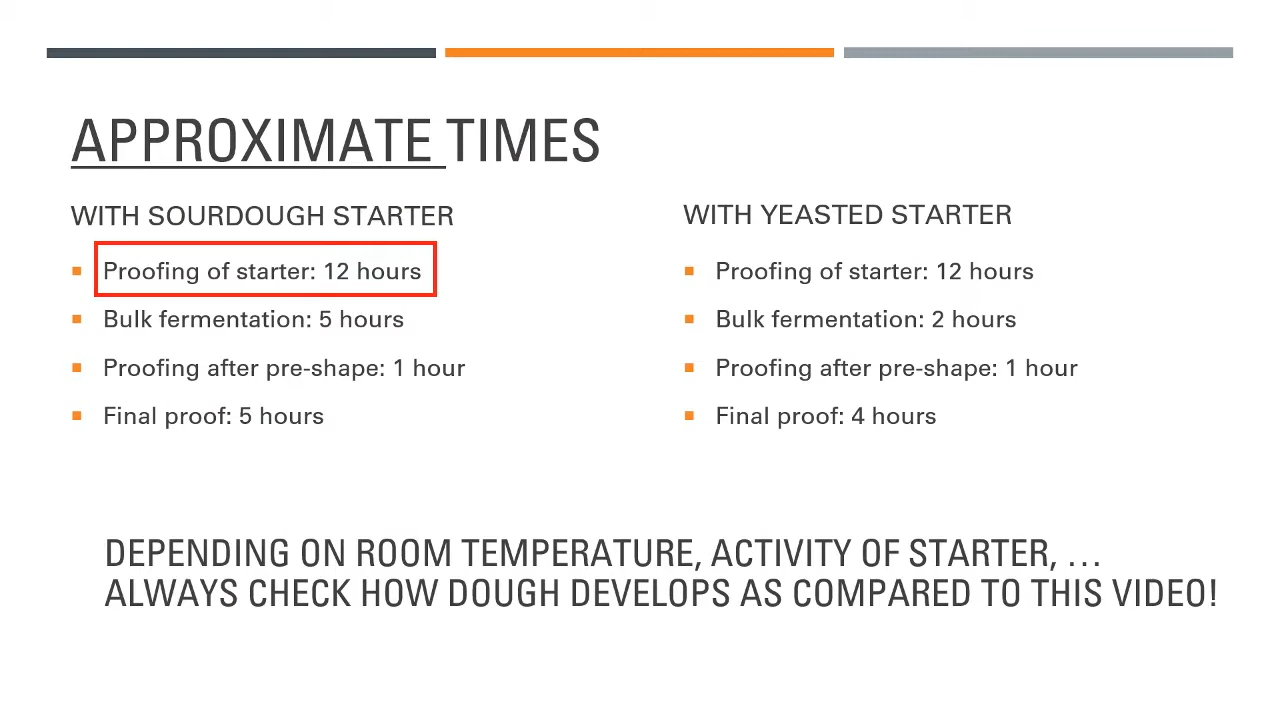 APPROXIMATE TIMES
WITH SOURDOUGH STARTER
Proofing of starter: 12 hours
Bulk fermentation: 5 hours
Proofing after pre-shape: 1 hour
Final proof: 5 hours
WITH YEASTED STARTER
Proofing of starter: 12 hours
Bulk fermentation: 2 hours
Proofing after pre-shape: 1 hour
Final proof: 4 hours
DEPENDING ON ROOM TEMPERATURE, ACTIVITY OF STARTER, …
ALWAYS CHECK HOW DOUGH DEVELOPS AS COMPARED TO THIS VIDEO!